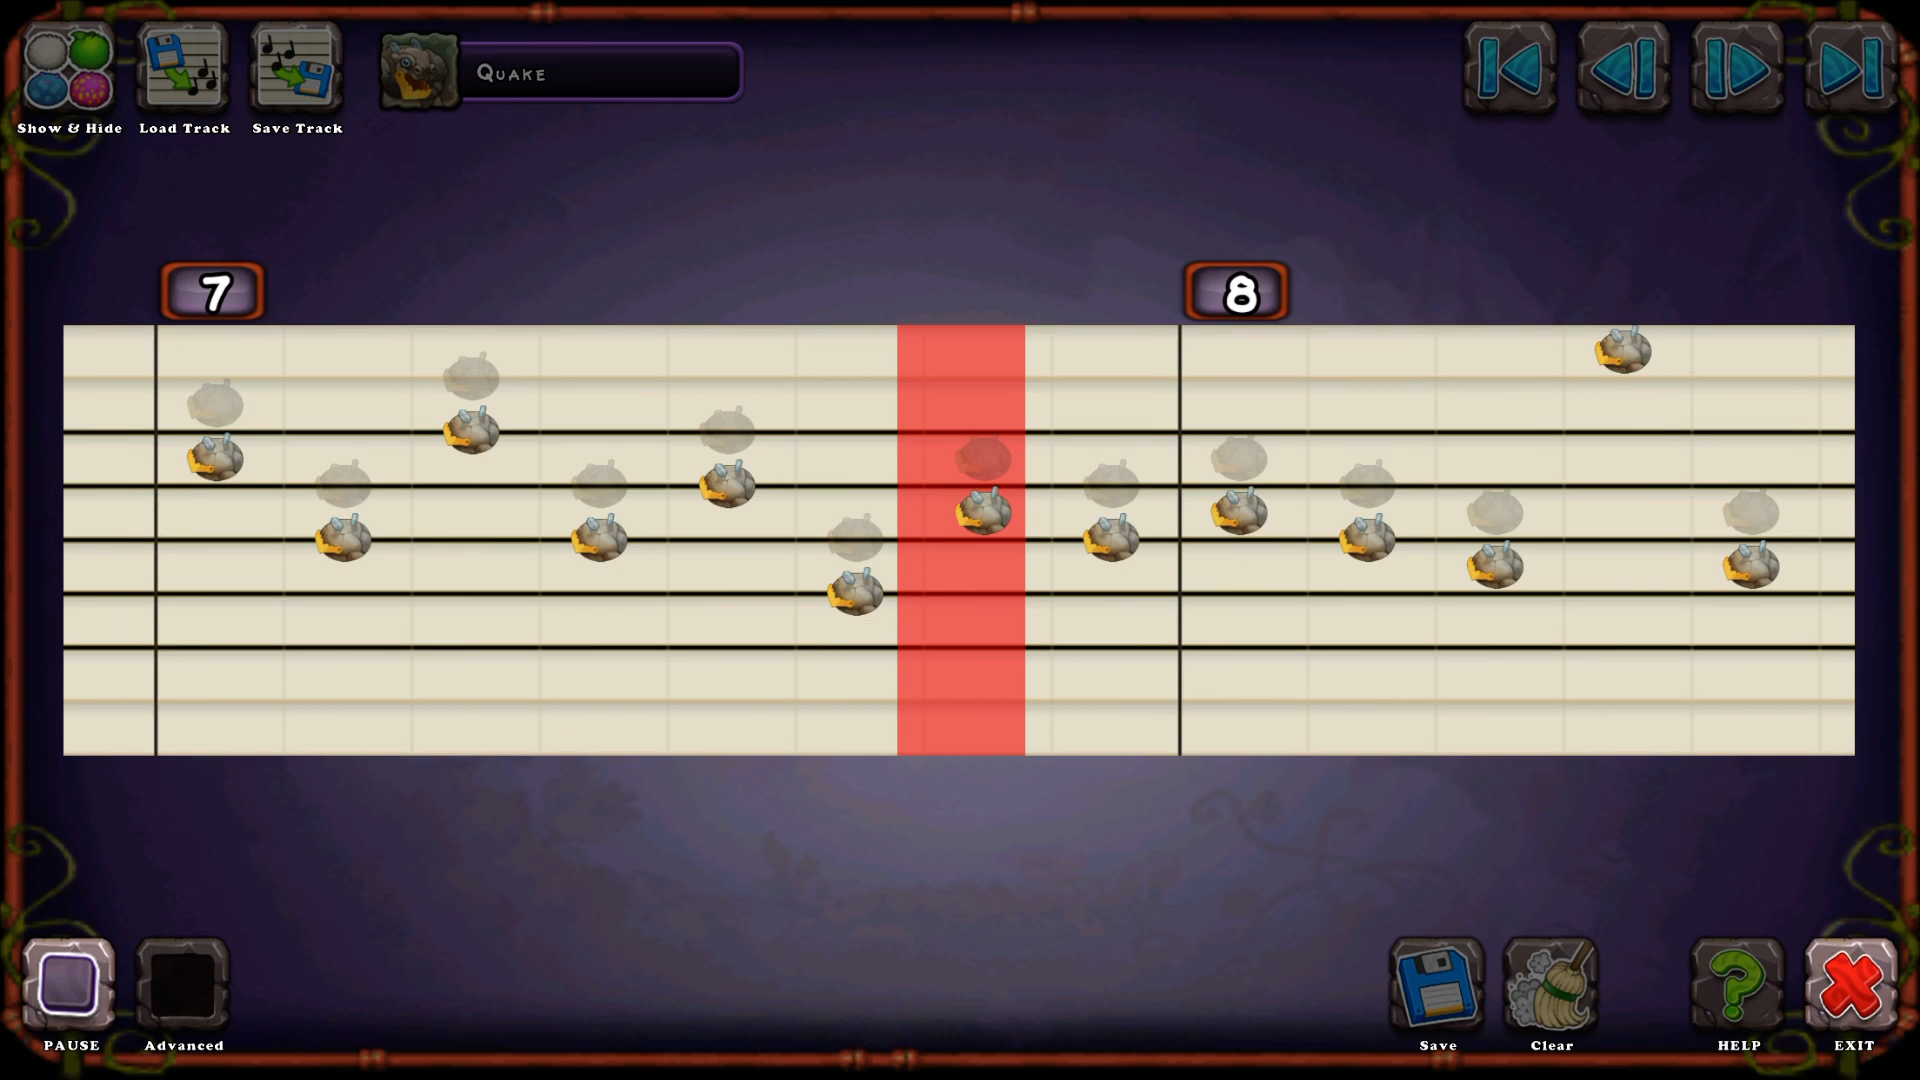 Show & Hide
Load Track
Save Track
Quake
7
8
PAUSE
Advanced
Save
Clear
HELP
EXIT